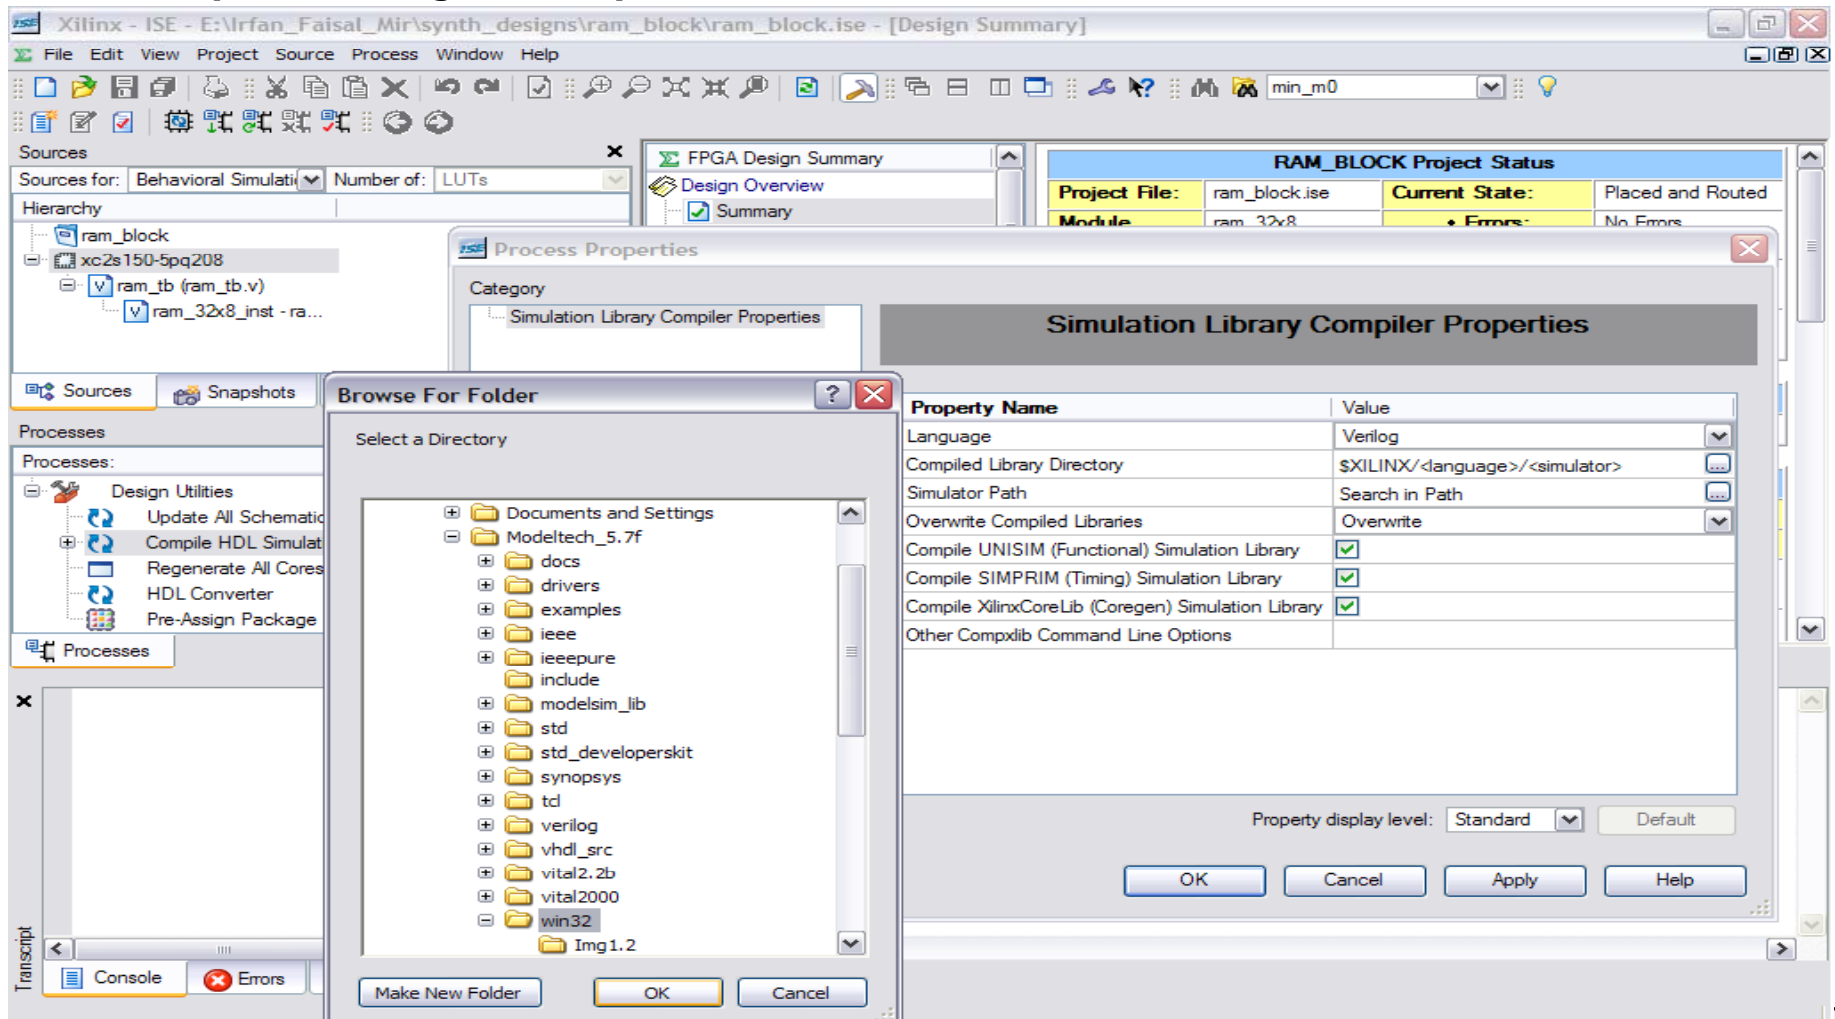 Xilinx - ISE - E:\Irfan_Faisal_Mir\synth_designs\ram_block\ram_block.ise - [Design Summary]
File Edit View Project Source Process Window Help
min_m0
Sources
Sources for: Behavioral Simulati Number of: LUTs
Hierarchy
ram_block
xc2s150-5pq208
ram_tb (ram_tb.v)
ram_32x8_inst - ra...
Sources Snapshots
Processes
Processes:
Design Utilities
Update All Schematic
Compile HDL Simulat
Regenerate All Cores
HDL Converter
Pre-Assign Package
Processes
FPGA Design Summary
Design Overview
Summary
RAM_BLOCK Project Status
Project File: ram_block.ise Current State: Placed and Routed
Module ram_32x8 • Errors: No Errors
Process Properties
Category
Simulation Library Compiler Properties
Simulation Library Compiler Properties
Property Name Value
Language Verilog
Compiled Library Directory $XILINX/<language>/<simulator>
Simulator Path Search in Path
Overwrite Compiled Libraries Overwrite
Compile UNISIM (Functional) Simulation Library
Compile SIMPRIM (Timing) Simulation Library
Compile XilinxCoreLib (Coregen) Simulation Library
Other Compxlib Command Line Options
Property display level: Standard Default
OK Cancel Apply Help
Browse For Folder
Select a Directory
Documents and Settings
Modeltech_5.7f
docs
drivers
examples
ieee
ieeepure
include
modelsim_lib
std
std_developerskit
synopsys
tcl
verilog
vhdl_src
vital2.2b
vital2000
win32
Img1.2
Make New Folder OK Cancel
Transcript
Console Errors